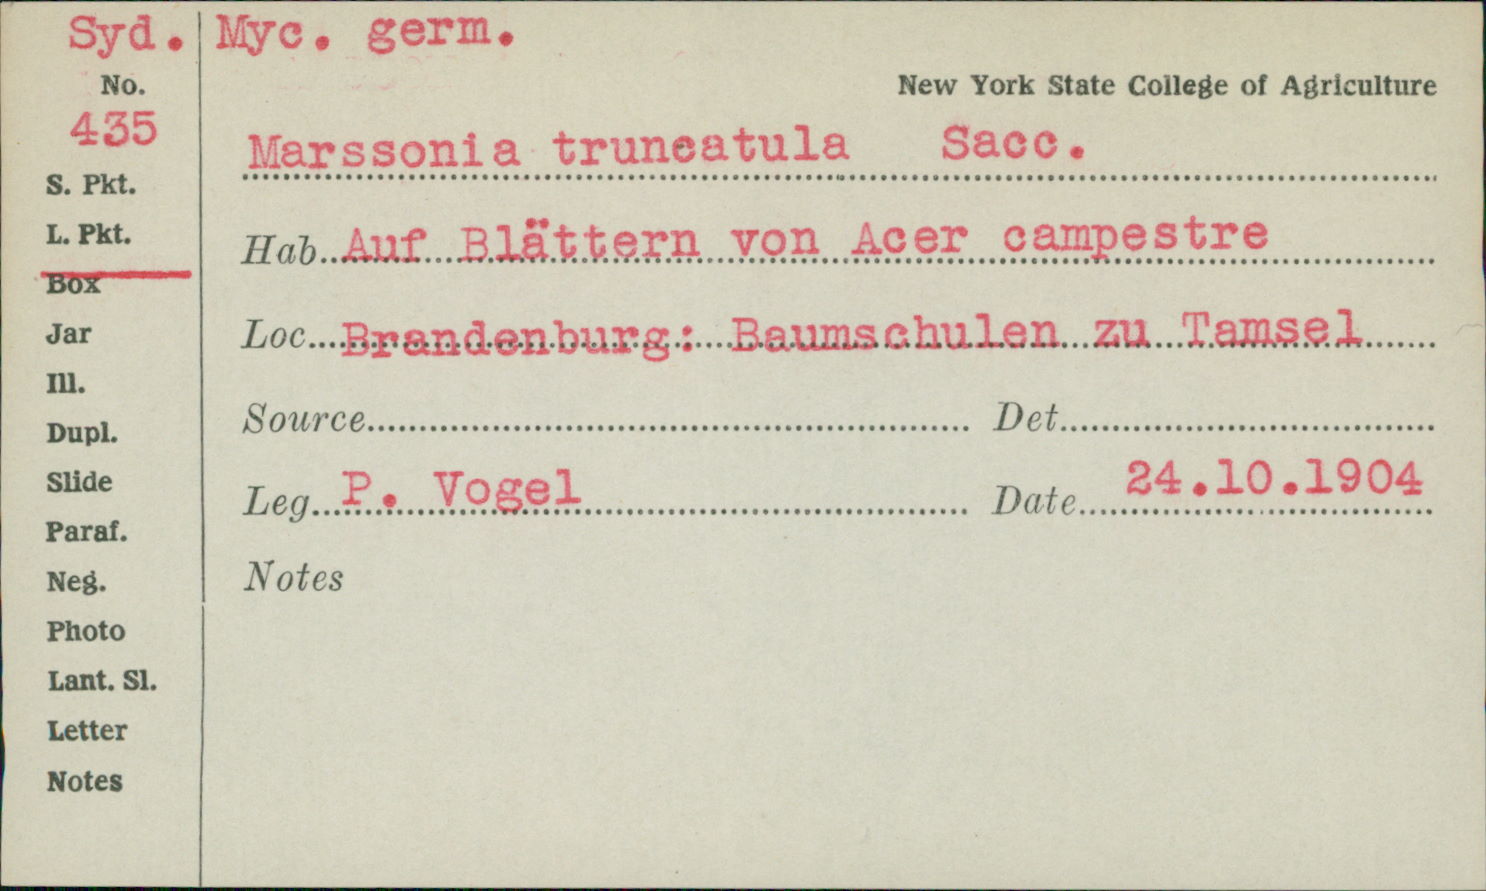 Syd. Myc. germ.
No.
435
New York State College of Agriculture
Marssonia truncatula Sacc.
S. Pkt.
L. Pkt.
Hab. Auf Blättern von Acer campestre
Box
Loc. Brandenburg: Baumschulen zu Tamsel
Jar
Ill.
Source Det.
Dupl.
Slide
Leg. P. Vogel Date 24.10.1904
Paraf.
Neg.
Notes
Photo
Lant. Sl.
Letter
Notes